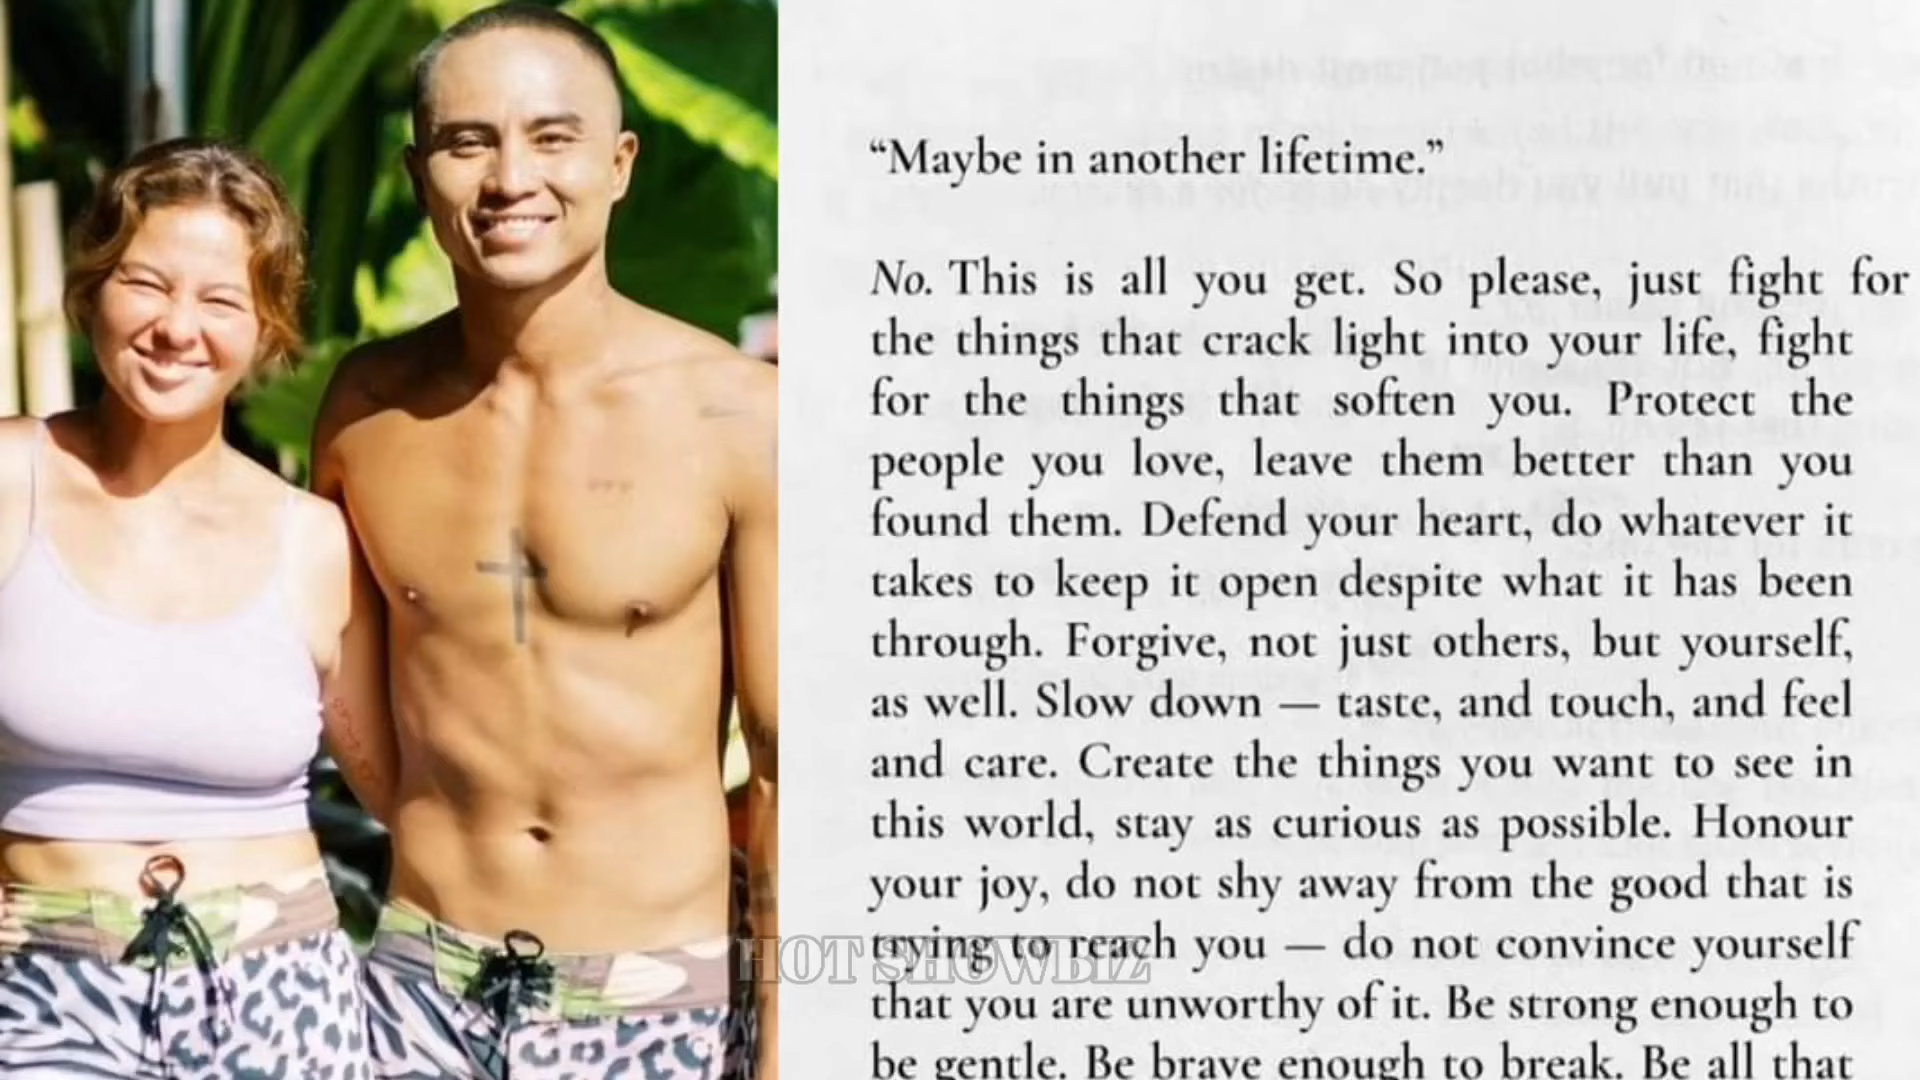 “Maybe in another lifetime.”
No. This is all you get. So please, just fight for
the things that crack light into your life, fight
for the things that soften you. Protect the
people you love, leave them better than you
found them. Defend your heart, do whatever it
takes to keep it open despite what it has been
through. Forgive, not just others, but yourself,
as well. Slow down — taste, and touch, and feel
and care. Create the things you want to see in
this world, stay as curious as possible. Honour
your joy, do not shy away from the good that is
trying to reach you — do not convince yourself
HOT SHOWBIZ
that you are unworthy of it. Be strong enough to
be gentle. Be brave enough to break. Be all that